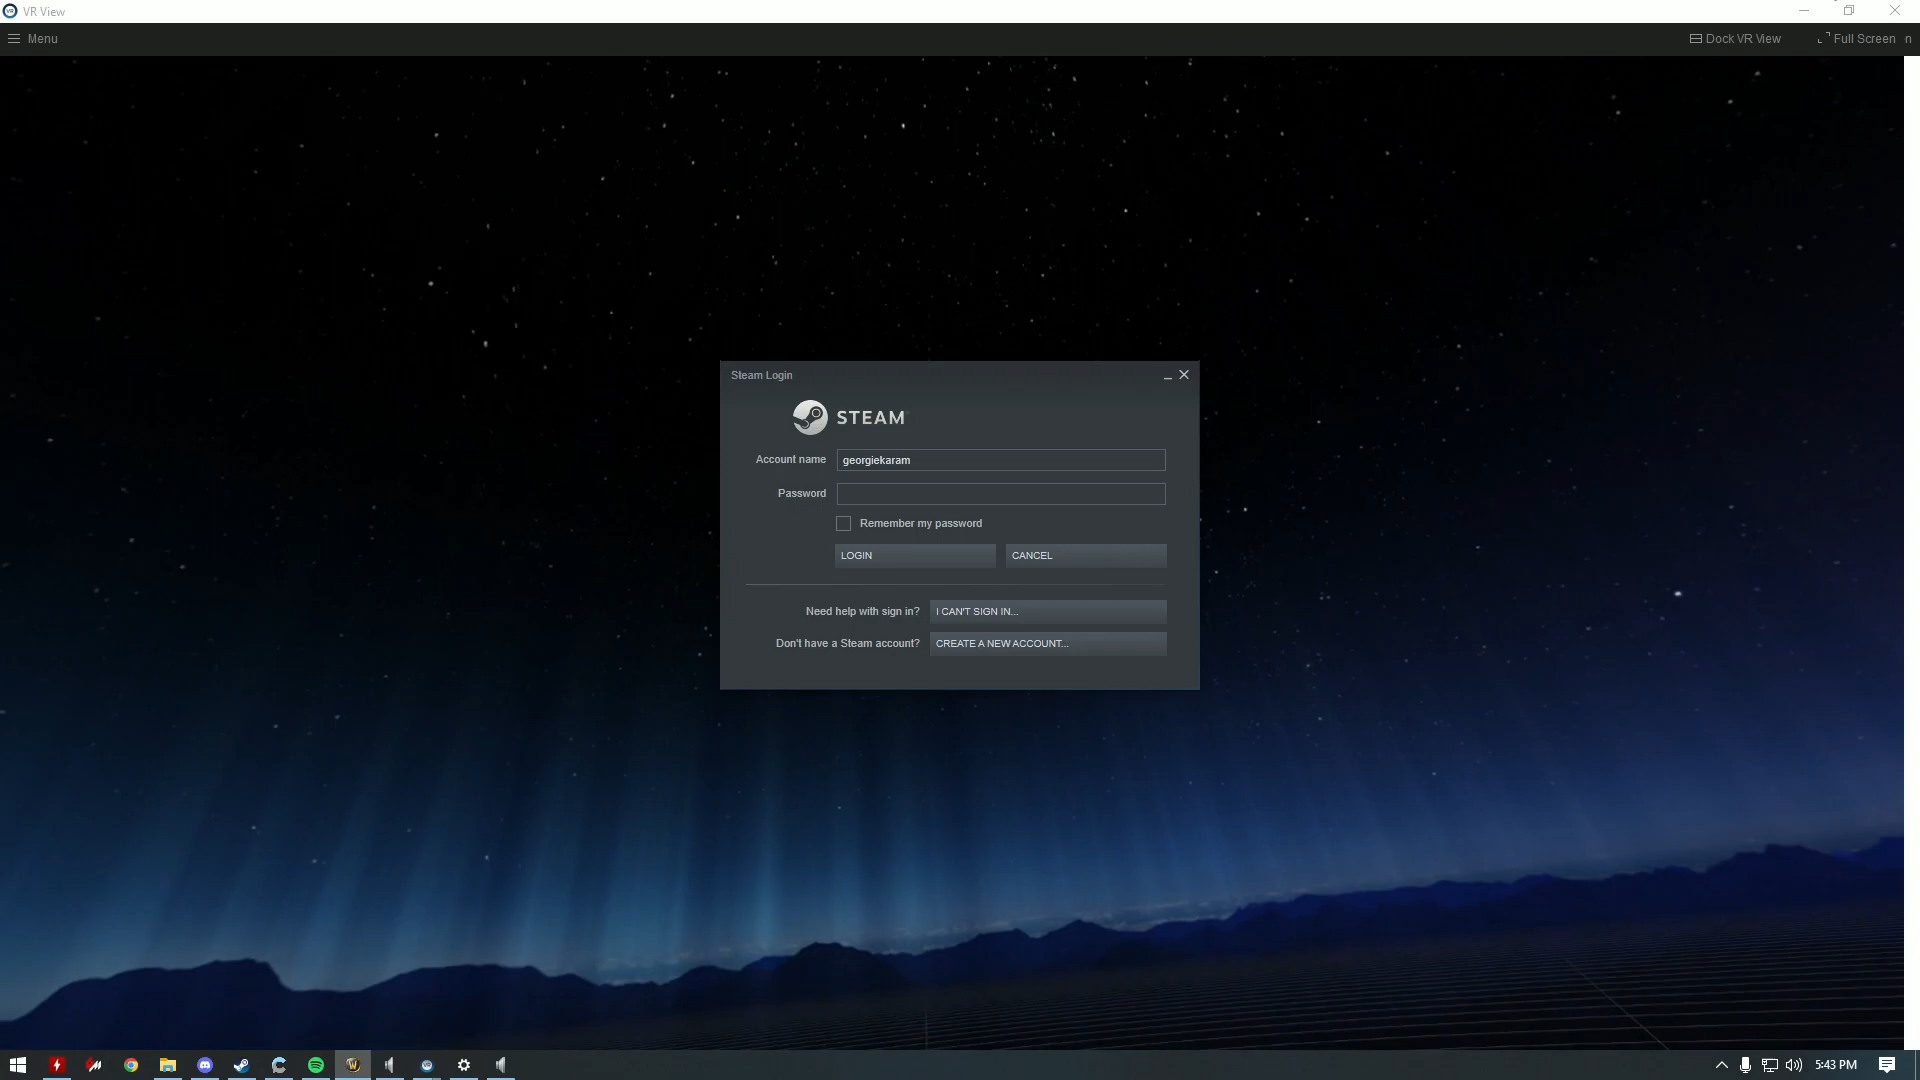 VR View
Menu
Dock VR View
Full Screen n
Steam Login
STEAM
Account name georgiekaram
Password
Remember my password
LOGIN
CANCEL
Need help with sign in? I CAN'T SIGN IN...
Don't have a Steam account? CREATE A NEW ACCOUNT...
5:43 PM